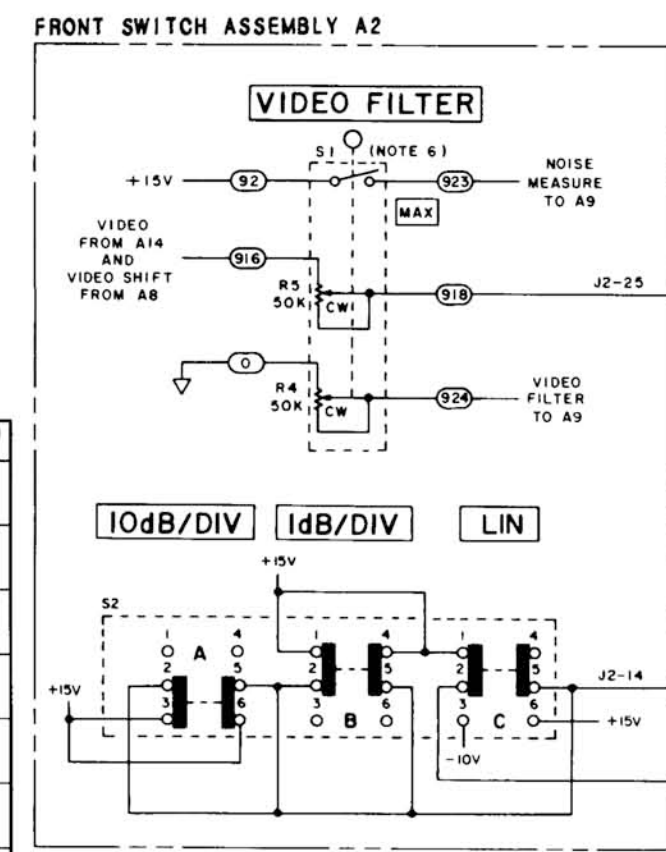 FRONT SWITCH ASSEMBLY A2
VIDEO FILTER
S1 (NOTE 6)
+15V
92
923
NOISE
MEASURE
TO A9
MAX
VIDEO
FROM A14
AND
VIDEO SHIFT
FROM A8
916
R5
50K
CW
918
J2-25
0
R4
50K
CW
924
VIDEO
FILTER
TO A9
10dB/DIV
1dB/DIV
LIN
+15V
S2
1
4
A
2
5
3
6
+15V
1
4
2
5
3
6
B
1
4
2
5
3
6
C
J2-14
+15V
-10V